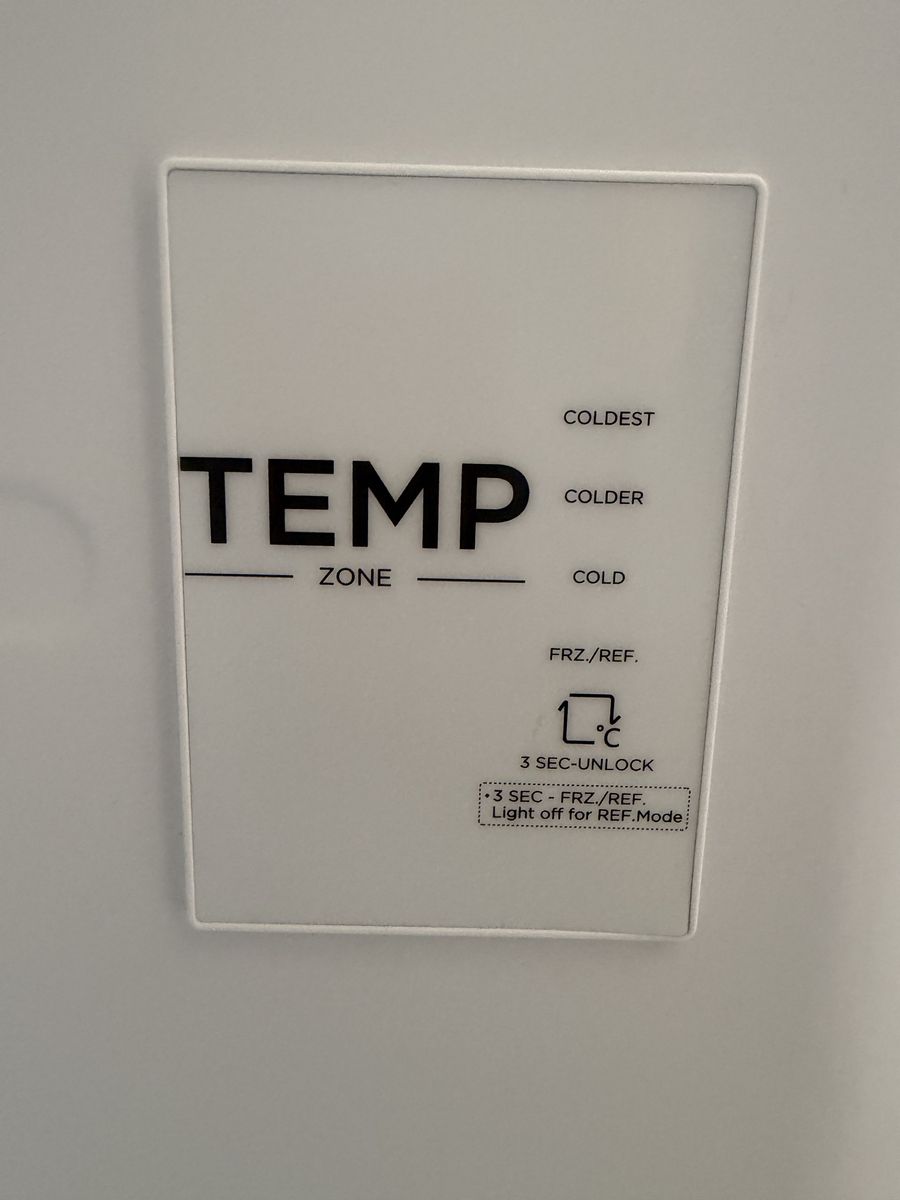 COLDEST
TEMP
COLDER
ZONE
COLD
FRZ./REF.
°C
3 SEC-UNLOCK
•3 SEC - FRZ./REF.
Light off for REF.Mode